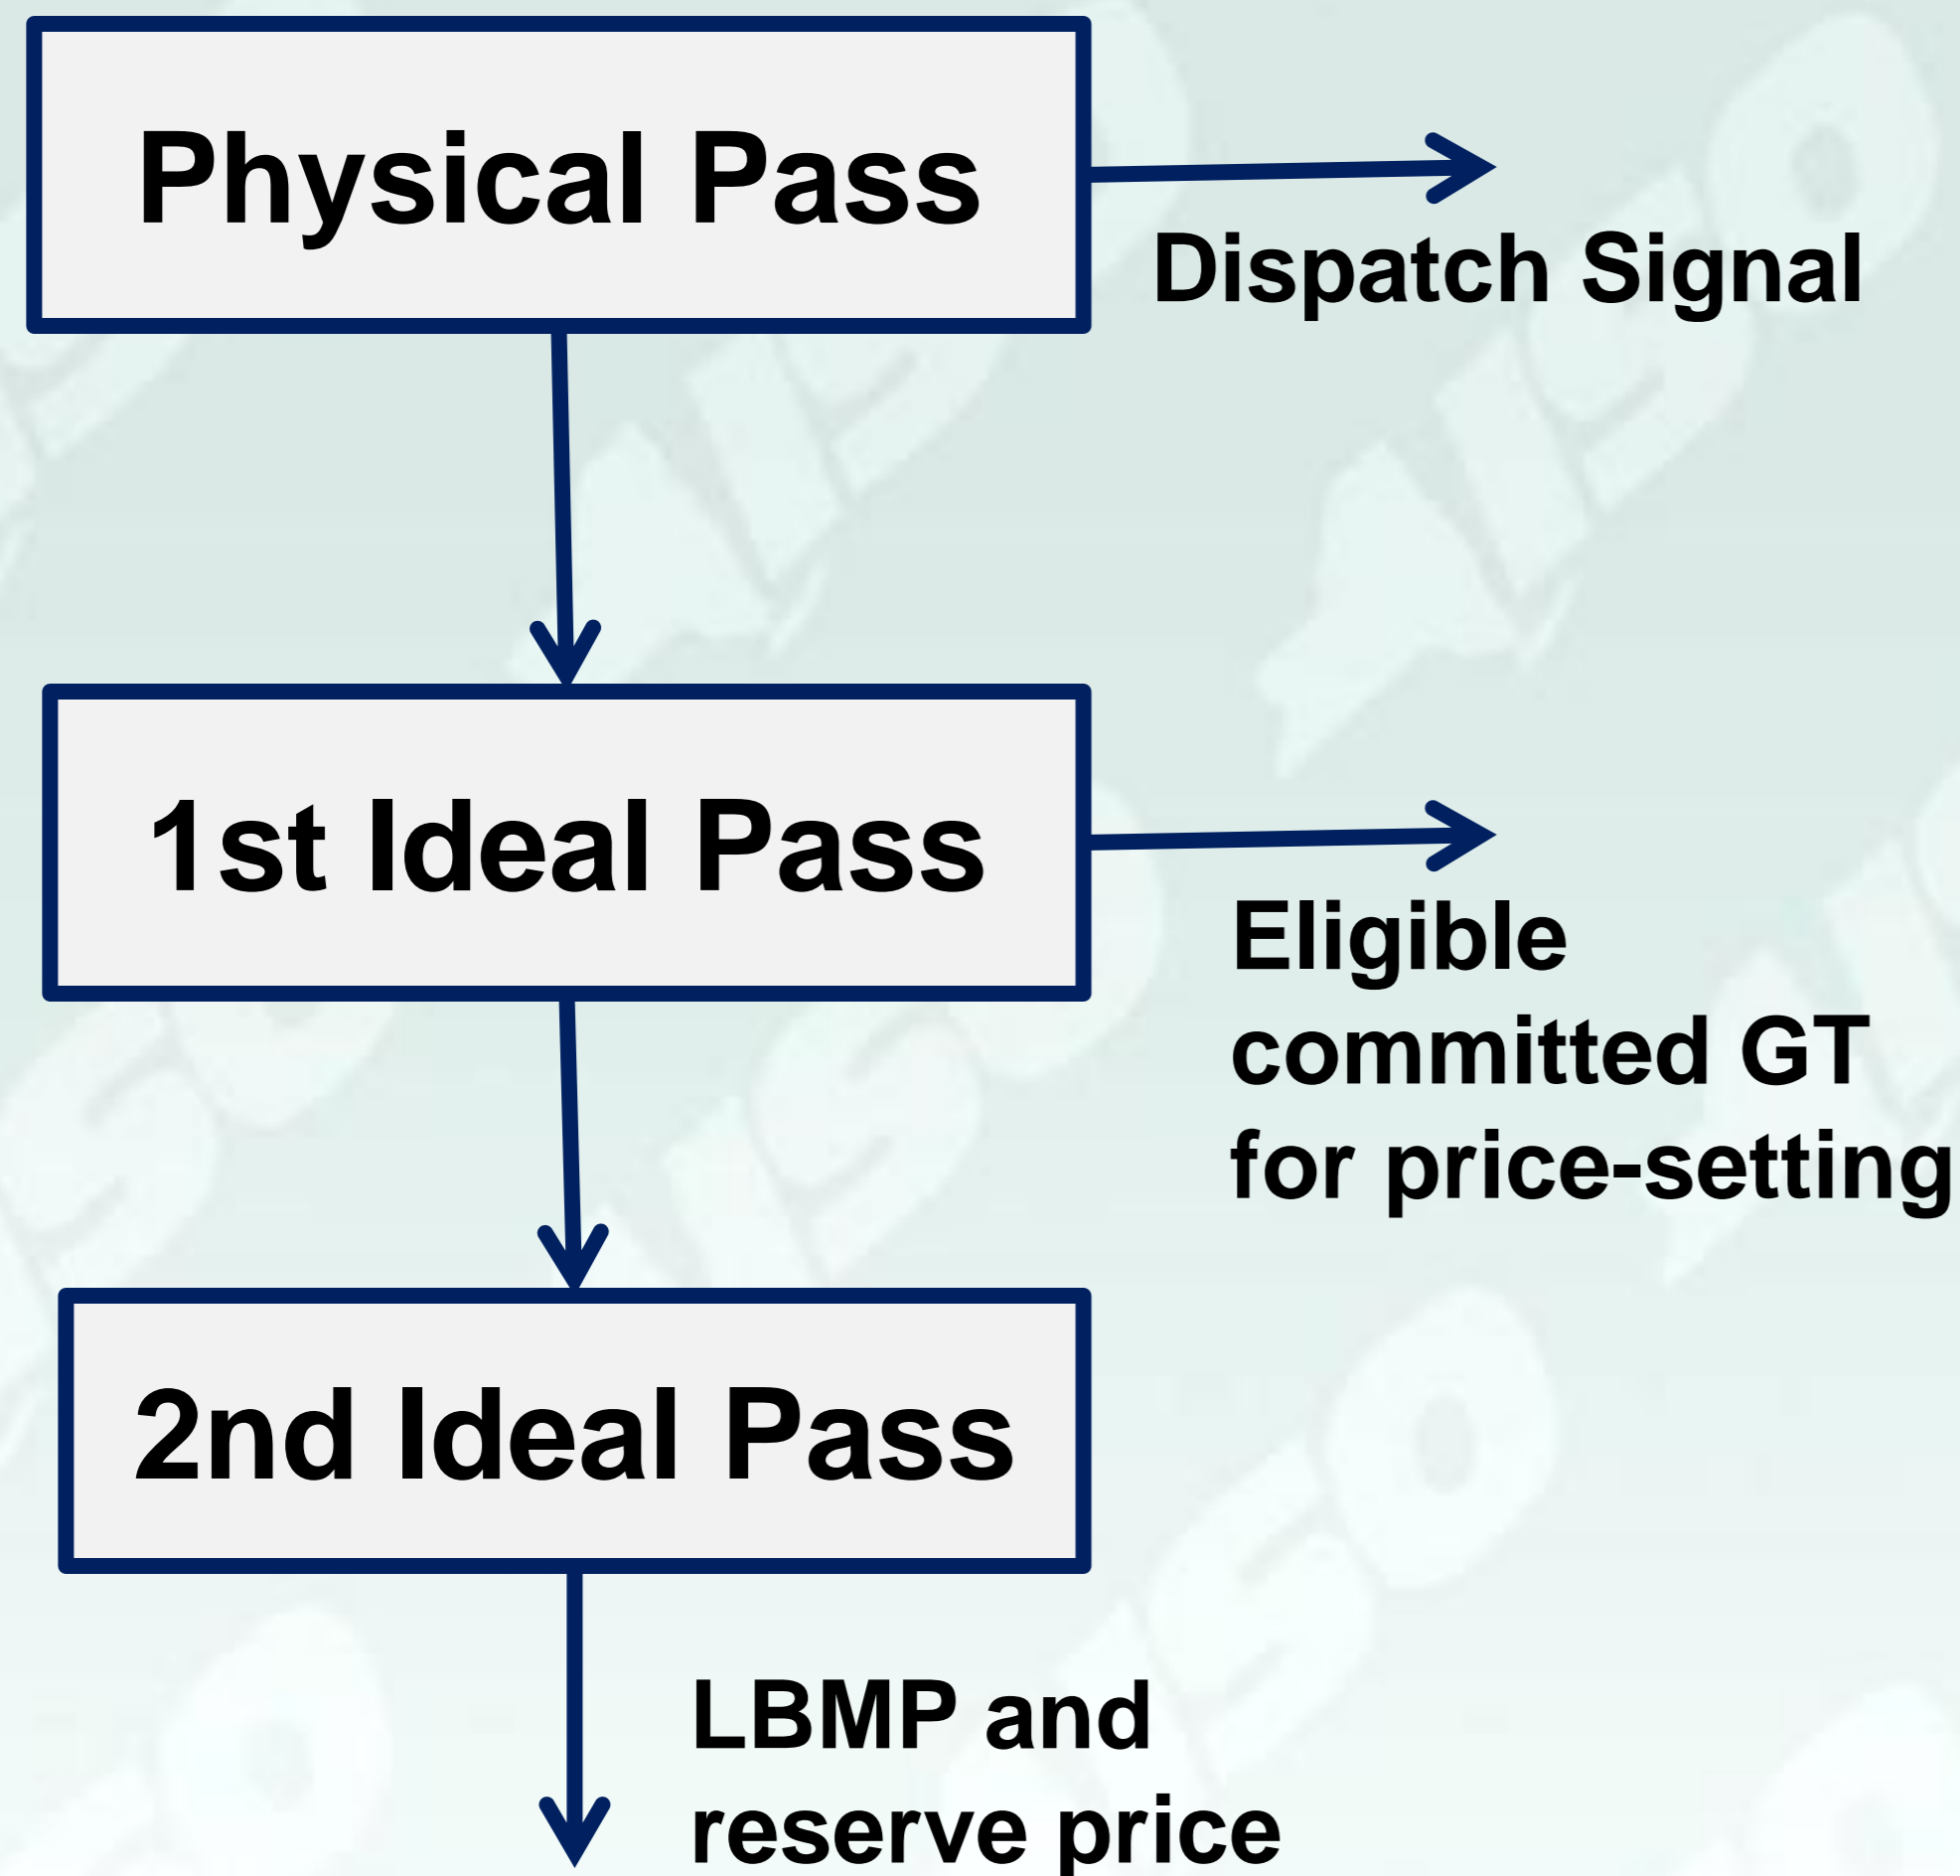 Physical Pass
Dispatch Signal
1st Ideal Pass
Eligible
committed GT
for price-setting
2nd Ideal Pass
LBMP and
reserve price